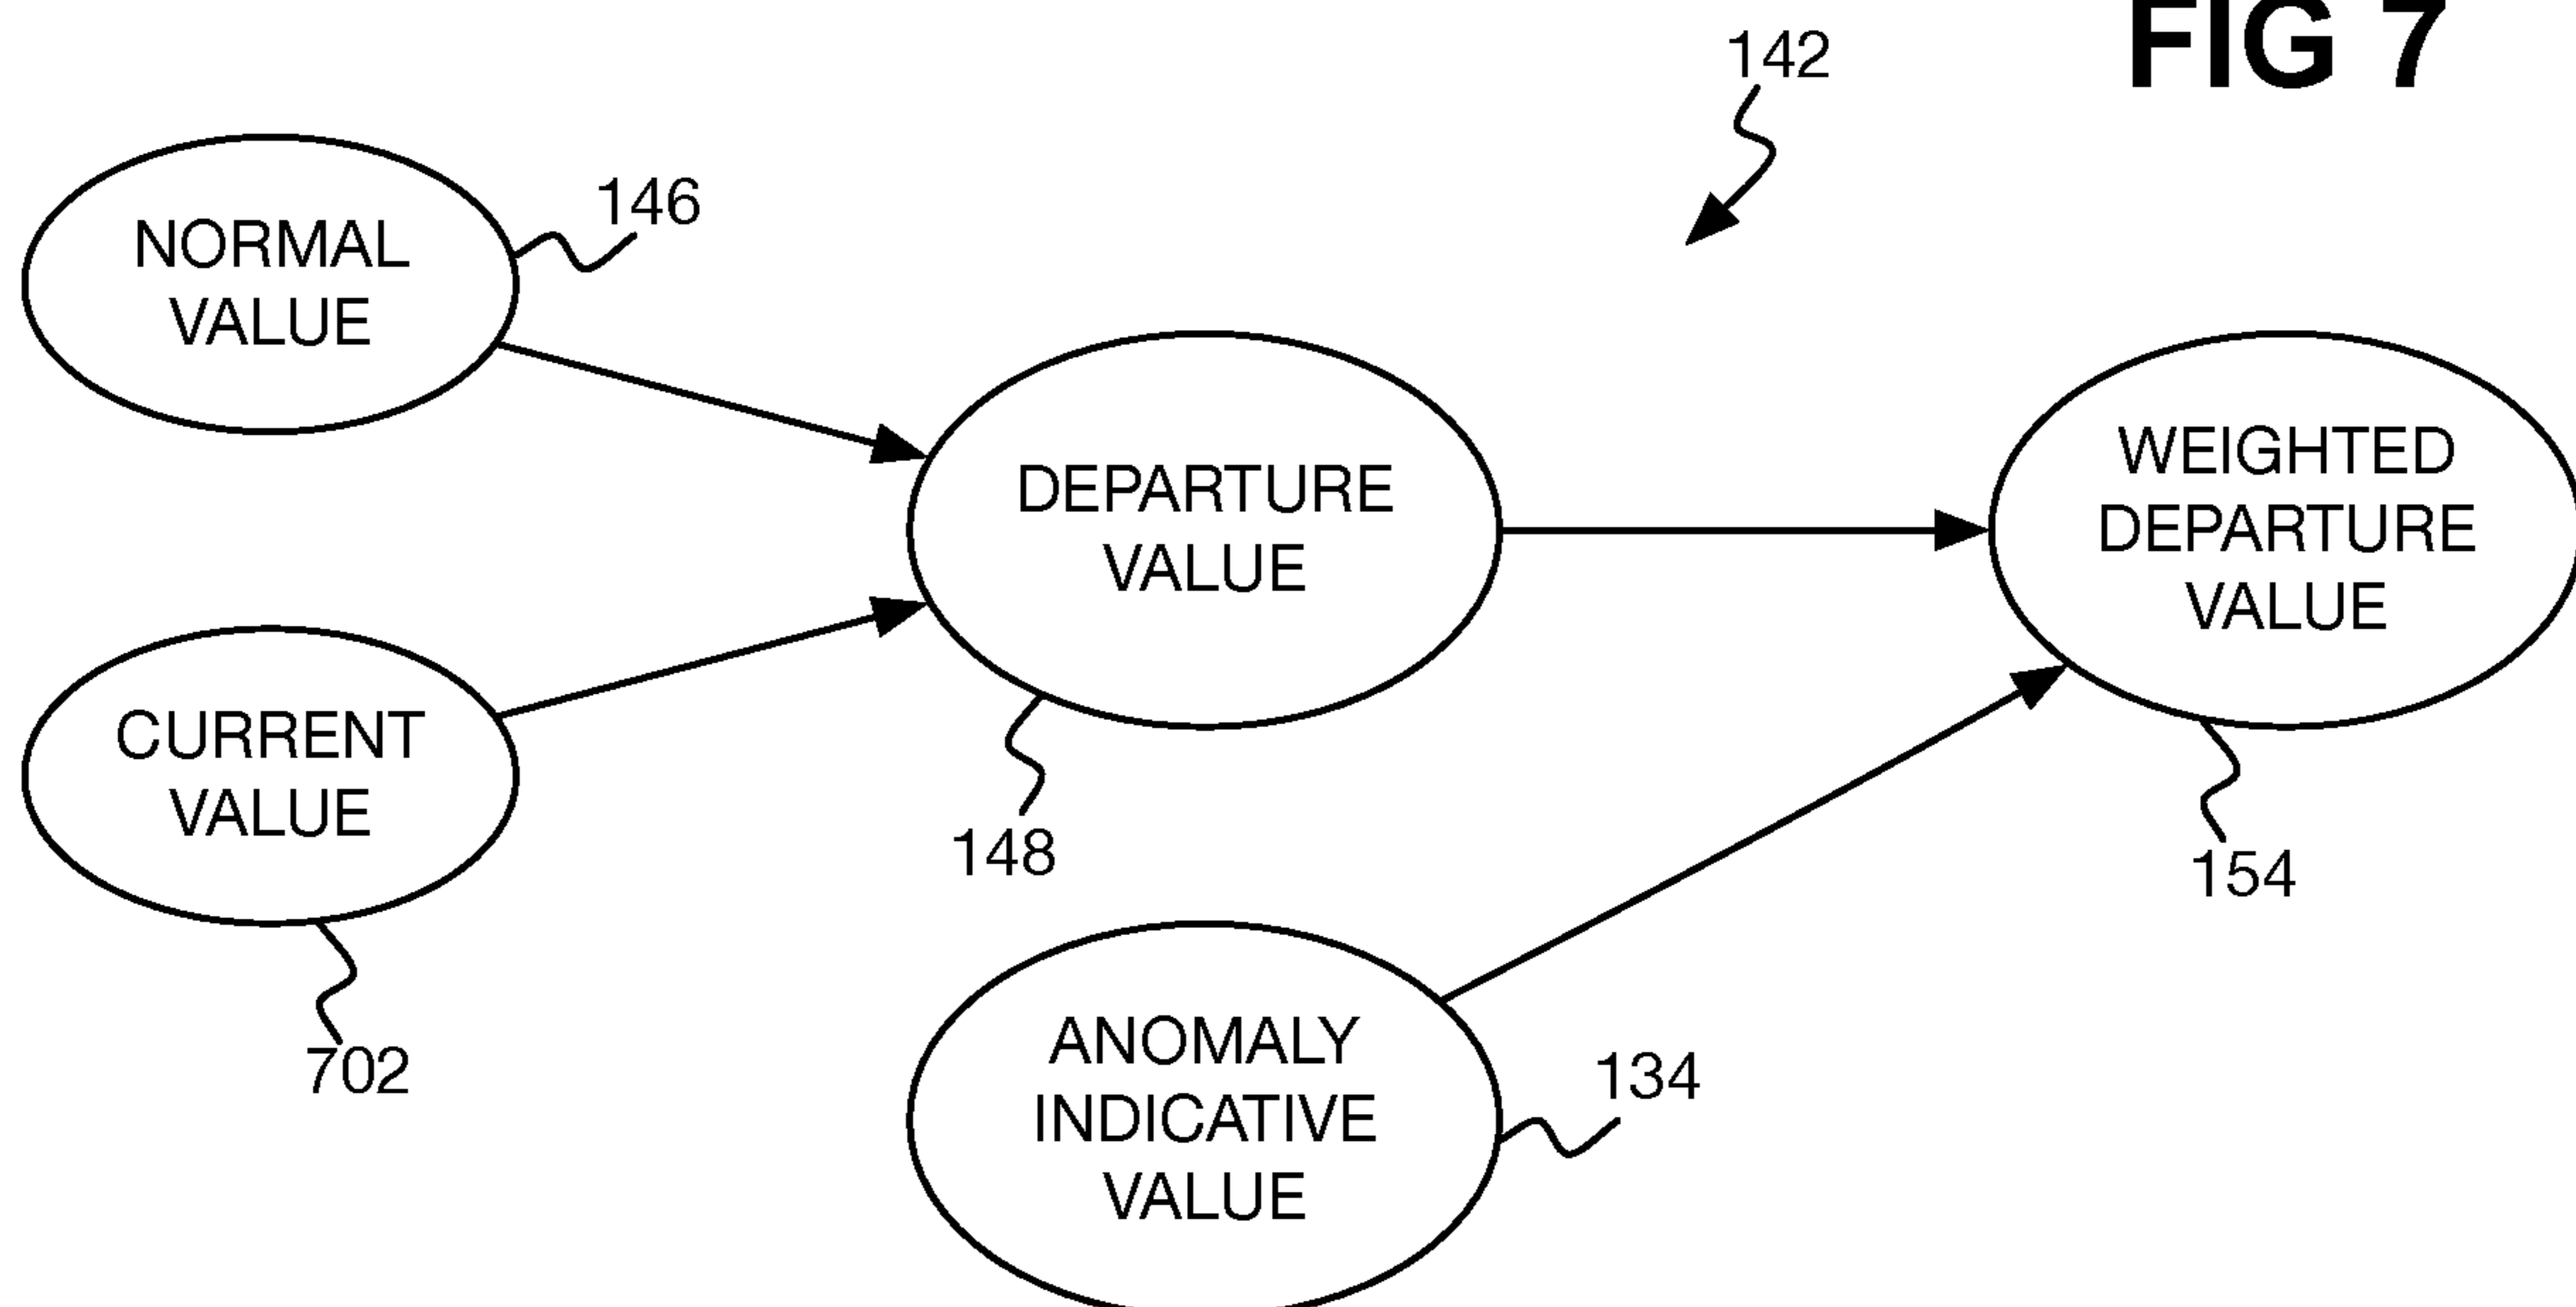 FIG 7
142
NORMAL
VALUE
146
DEPARTURE
VALUE
148
WEIGHTED
DEPARTURE
VALUE
154
CURRENT
VALUE
702
ANOMALY
INDICATIVE
VALUE
134